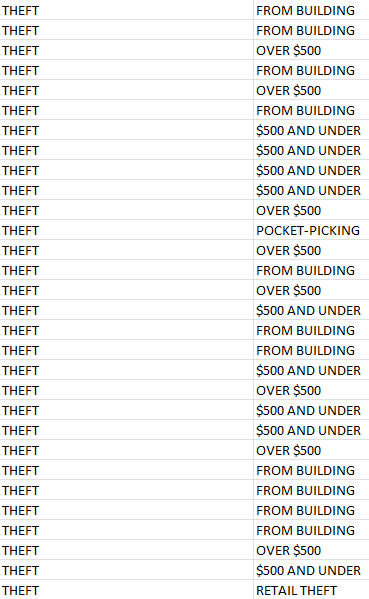 THEFT FROM BUILDING
THEFT FROM BUILDING
THEFT OVER $500
THEFT FROM BUILDING
THEFT OVER $500
THEFT FROM BUILDING
THEFT $500 AND UNDER
THEFT $500 AND UNDER
THEFT $500 AND UNDER
THEFT $500 AND UNDER
THEFT OVER $500
THEFT POCKET-PICKING
THEFT OVER $500
THEFT FROM BUILDING
THEFT OVER $500
THEFT $500 AND UNDER
THEFT FROM BUILDING
THEFT FROM BUILDING
THEFT $500 AND UNDER
THEFT OVER $500
THEFT $500 AND UNDER
THEFT $500 AND UNDER
THEFT OVER $500
THEFT FROM BUILDING
THEFT FROM BUILDING
THEFT FROM BUILDING
THEFT FROM BUILDING
THEFT OVER $500
THEFT $500 AND UNDER
THEFT RETAIL THEFT